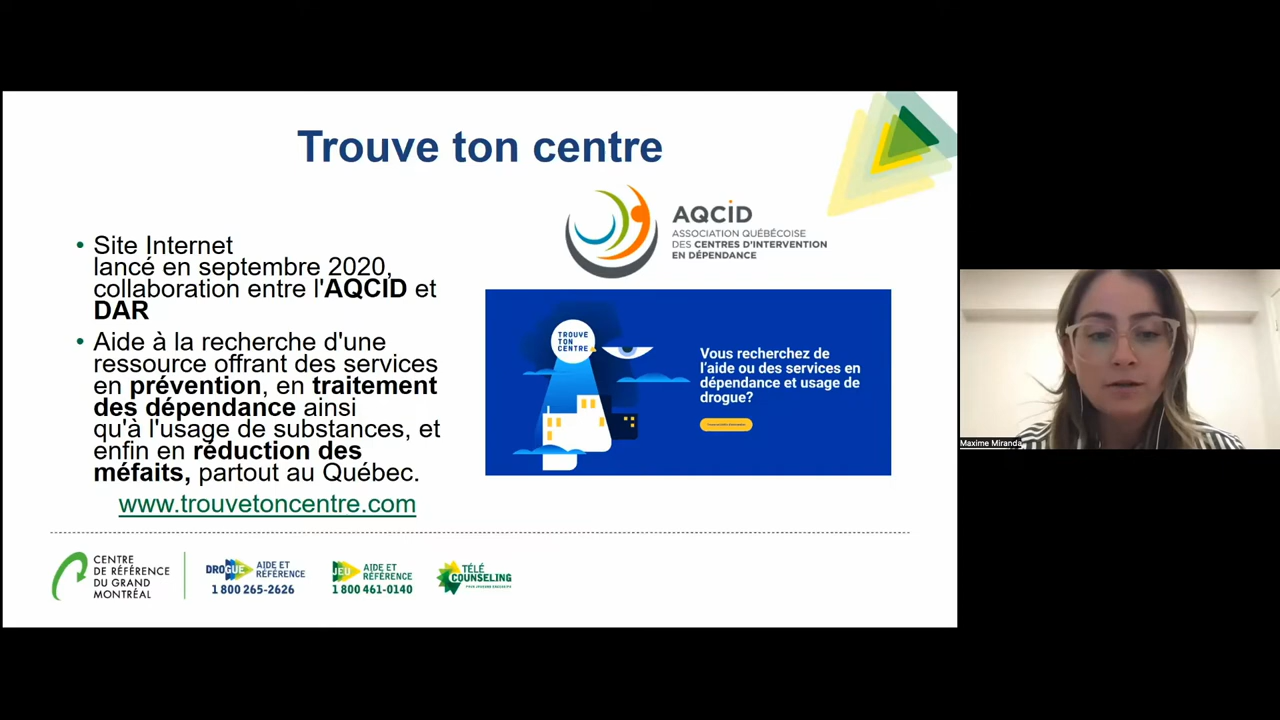 Trouve ton centre
AQCID
ASSOCIATION QUÉBÉCOISE
DES CENTRES D'INTERVENTION
EN DÉPENDANCE
• Site Internet
lancé en septembre 2020,
collaboration entre l'AQCID et
DAR
• Aide à la recherche d'une
ressource offrant des services
en prévention, en traitement
des dépendance ainsi
qu'à l'usage de substances, et
enfin en réduction des
méfaits, partout au Québec.
www.trouvetoncentre.com
TROUVE
TON
CENTRE
Vous recherchez de
l'aide ou des services en
dépendance et usage de
drogue?
Maxime Miranda
CENTRE
DE RÉFÉRENCE
DU GRAND
MONTRÉAL
DROGUE AIDE ET
RÉFÉRENCE
1 800 265-2626
JEU AIDE ET
RÉFÉRENCE
1 800 461-0140
TÉLÉ
COUNSELING